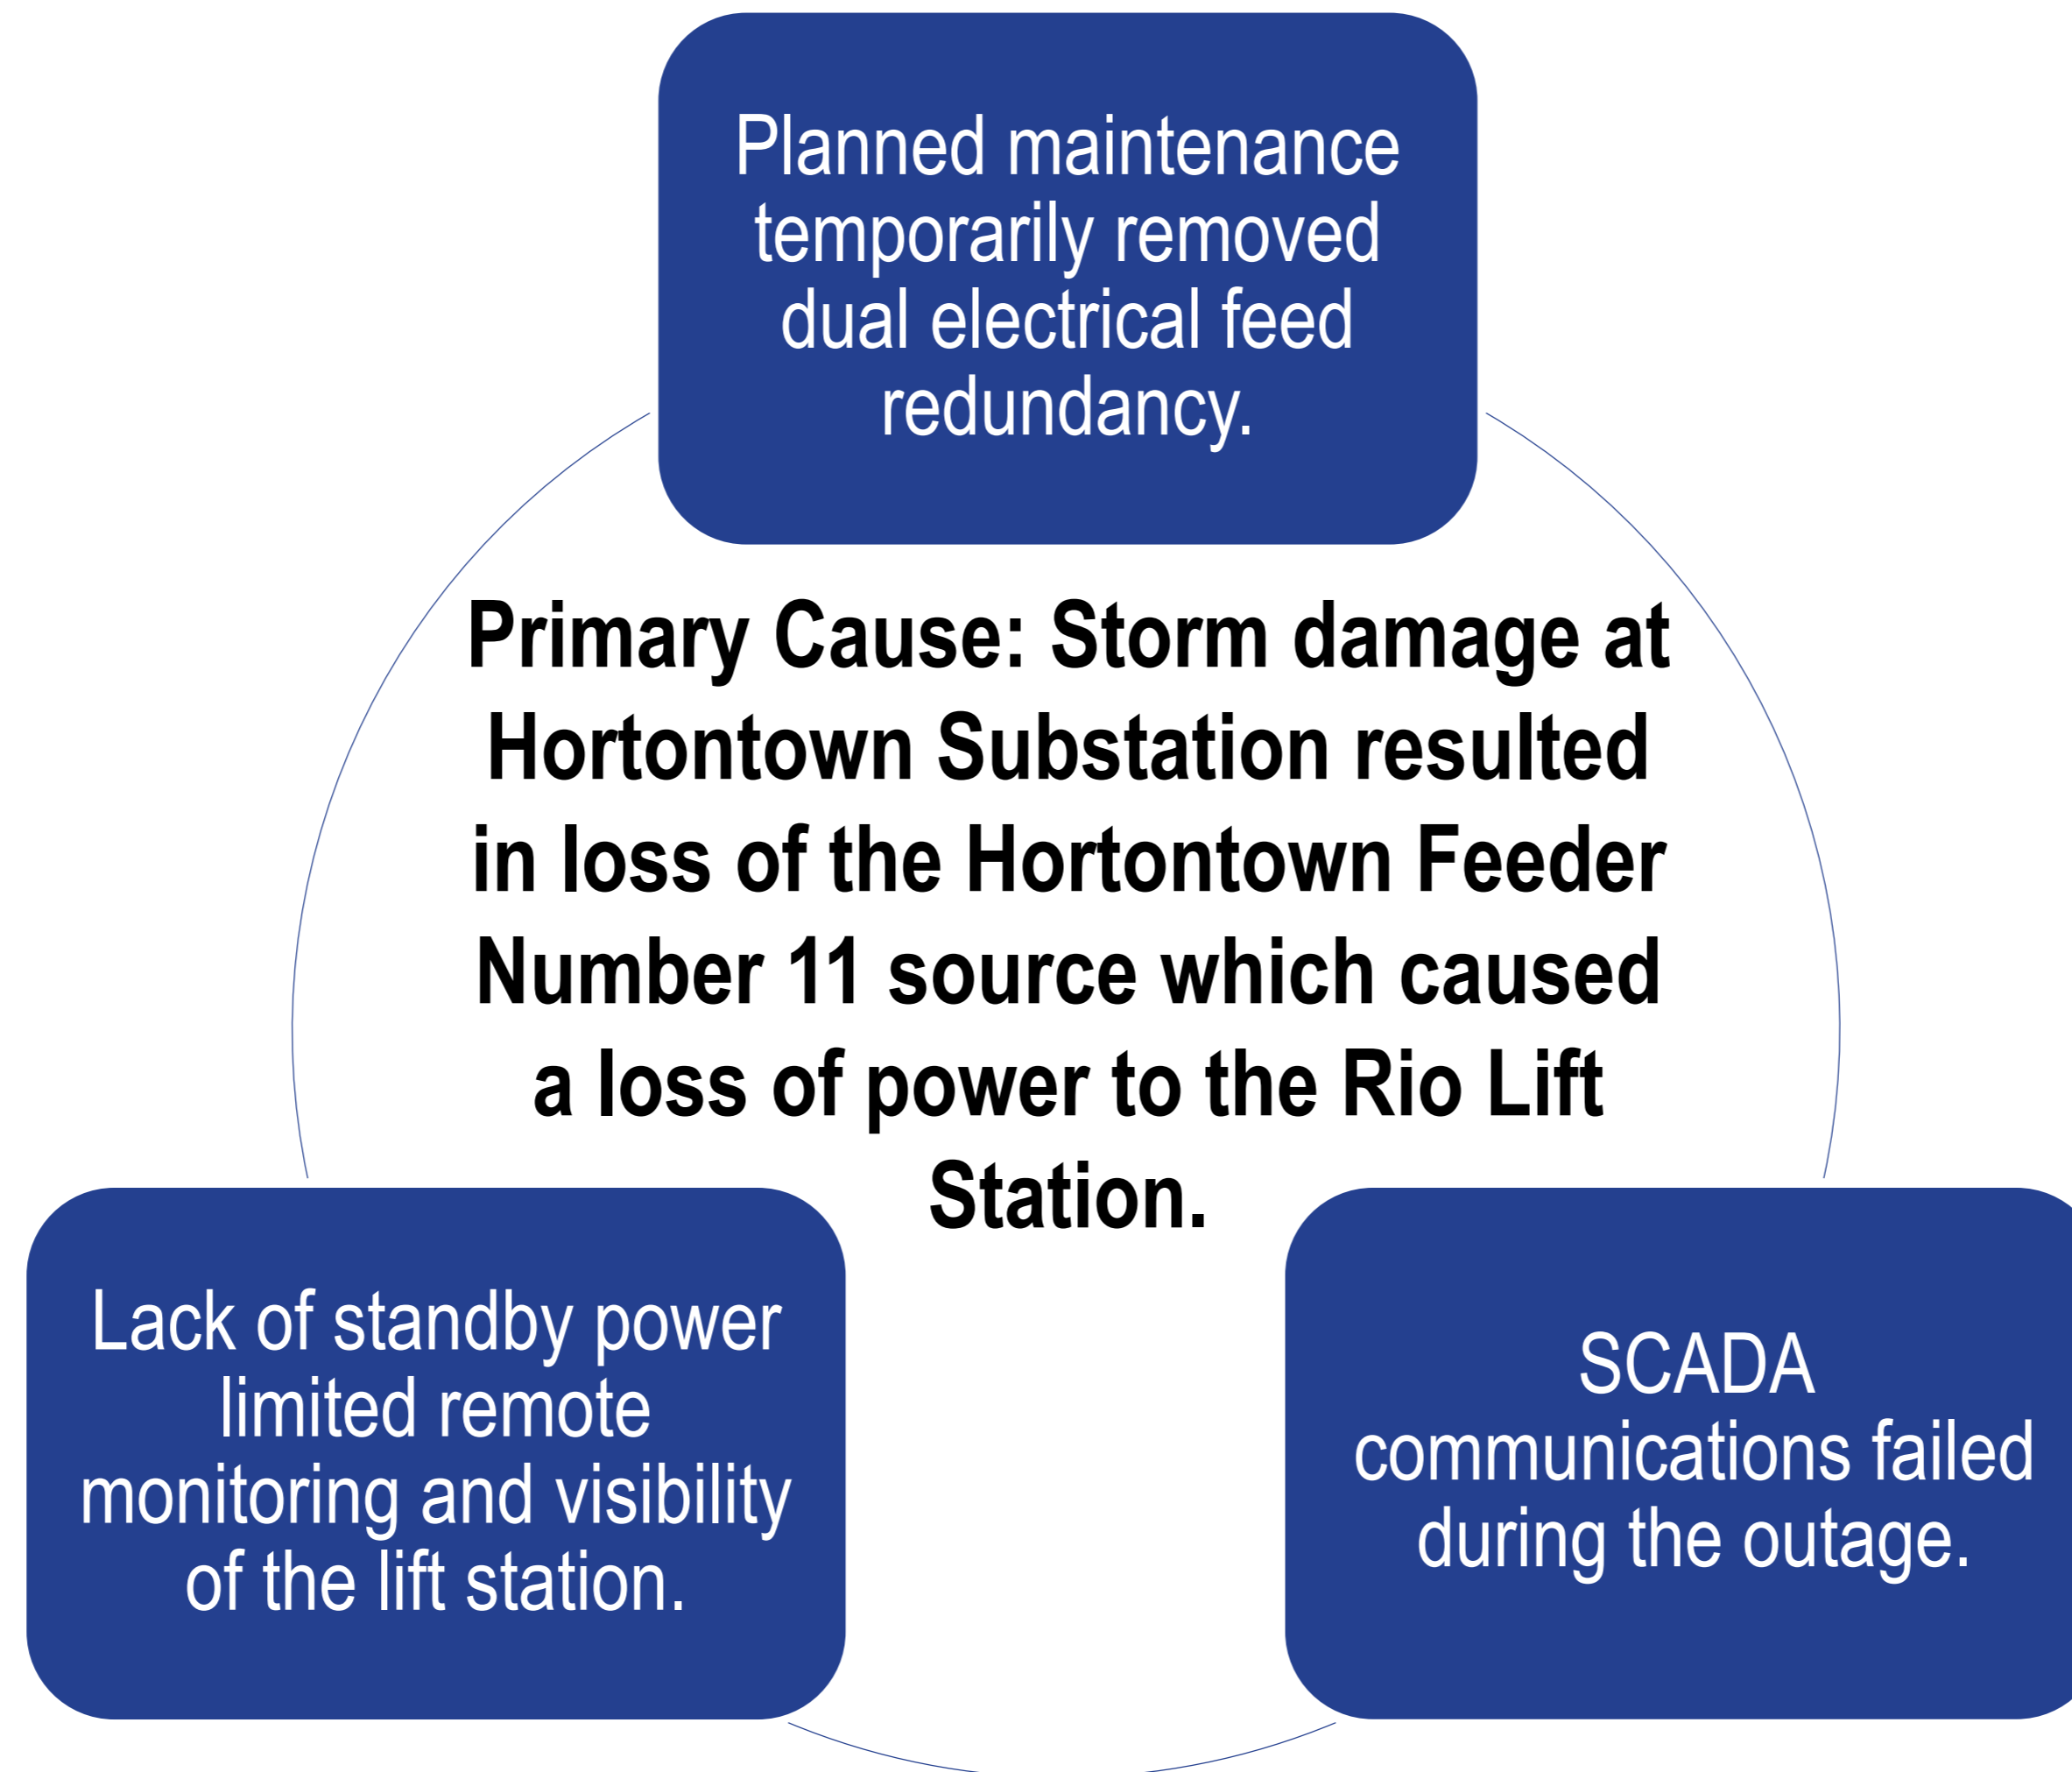 Planned maintenance
temporarily removed
dual electrical feed
redundancy.
Primary Cause: Storm damage at
Hortontown Substation resulted
in loss of the Hortontown Feeder
Number 11 source which caused
a loss of power to the Rio Lift
Station.
Lack of standby power
limited remote
monitoring and visibility
of the lift station.
SCADA
communications failed
during the outage.